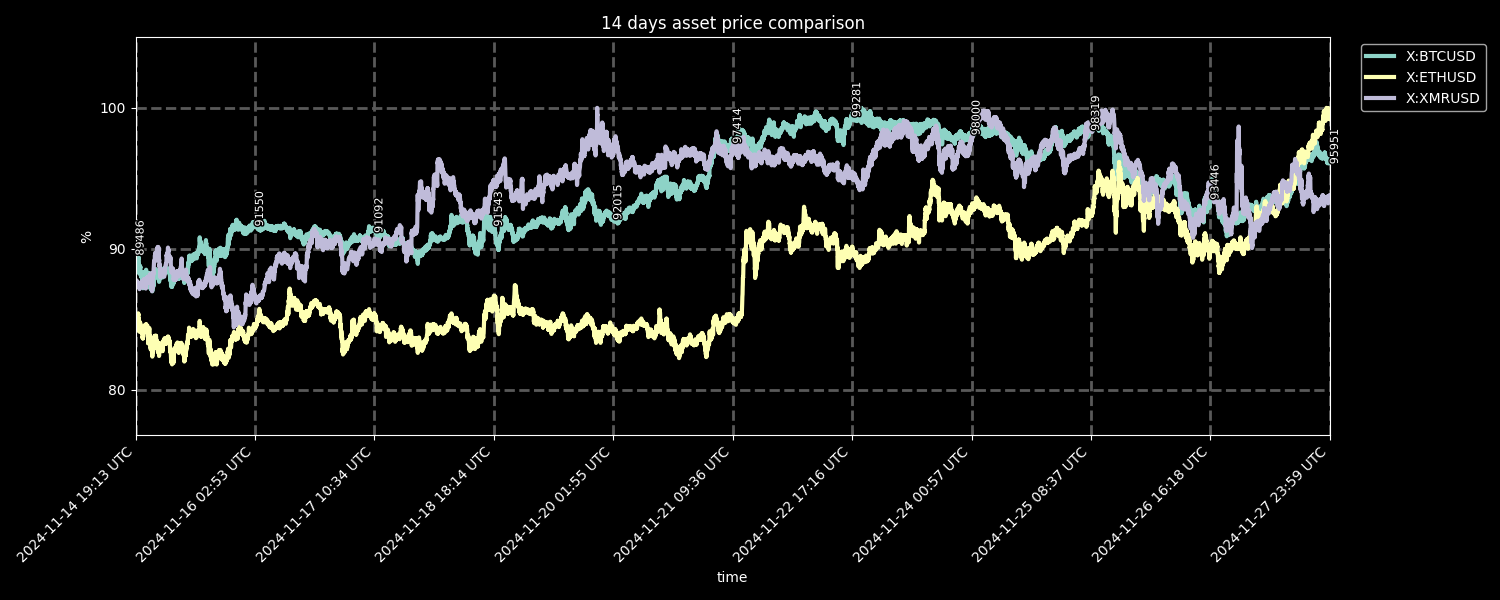 14 days asset price comparison
X:BTCUSD
X:ETHUSD
X:XMRUSD
100
90
80
%
89486
91550
91092
91543
92015
97414
99281
98000
98319
93446
95951
2024-11-14 19:13 UTC
2024-11-16 02:53 UTC
2024-11-17 10:34 UTC
2024-11-18 18:14 UTC
2024-11-20 01:55 UTC
2024-11-21 09:36 UTC
2024-11-22 17:16 UTC
2024-11-24 00:57 UTC
2024-11-25 08:37 UTC
2024-11-26 16:18 UTC
2024-11-27 23:59 UTC
time